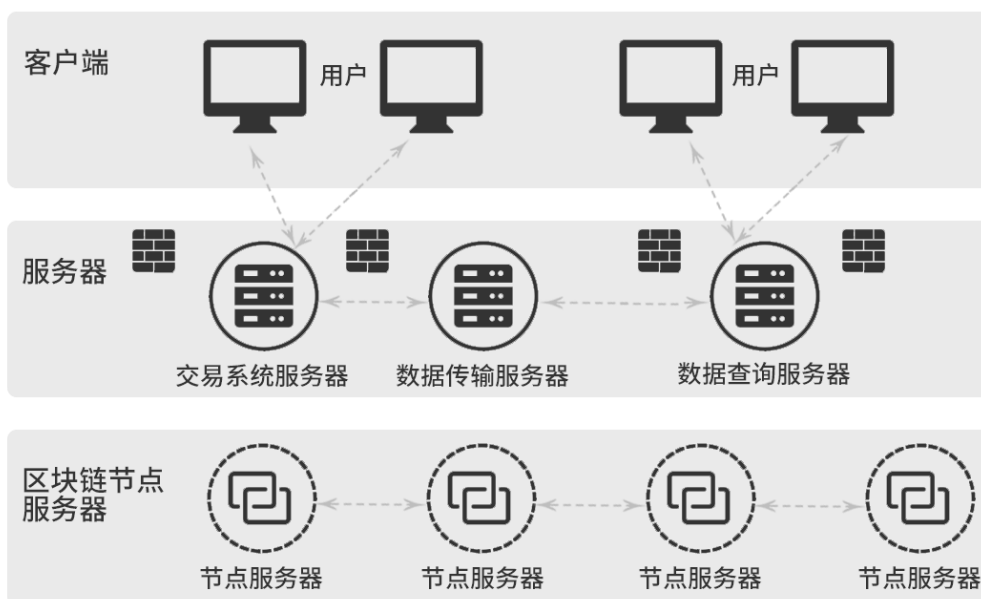 客户端
用户
用户
服务器
交易系统服务器
数据传输服务器
数据查询服务器
区块链节点
服务器
节点服务器
节点服务器
节点服务器
节点服务器